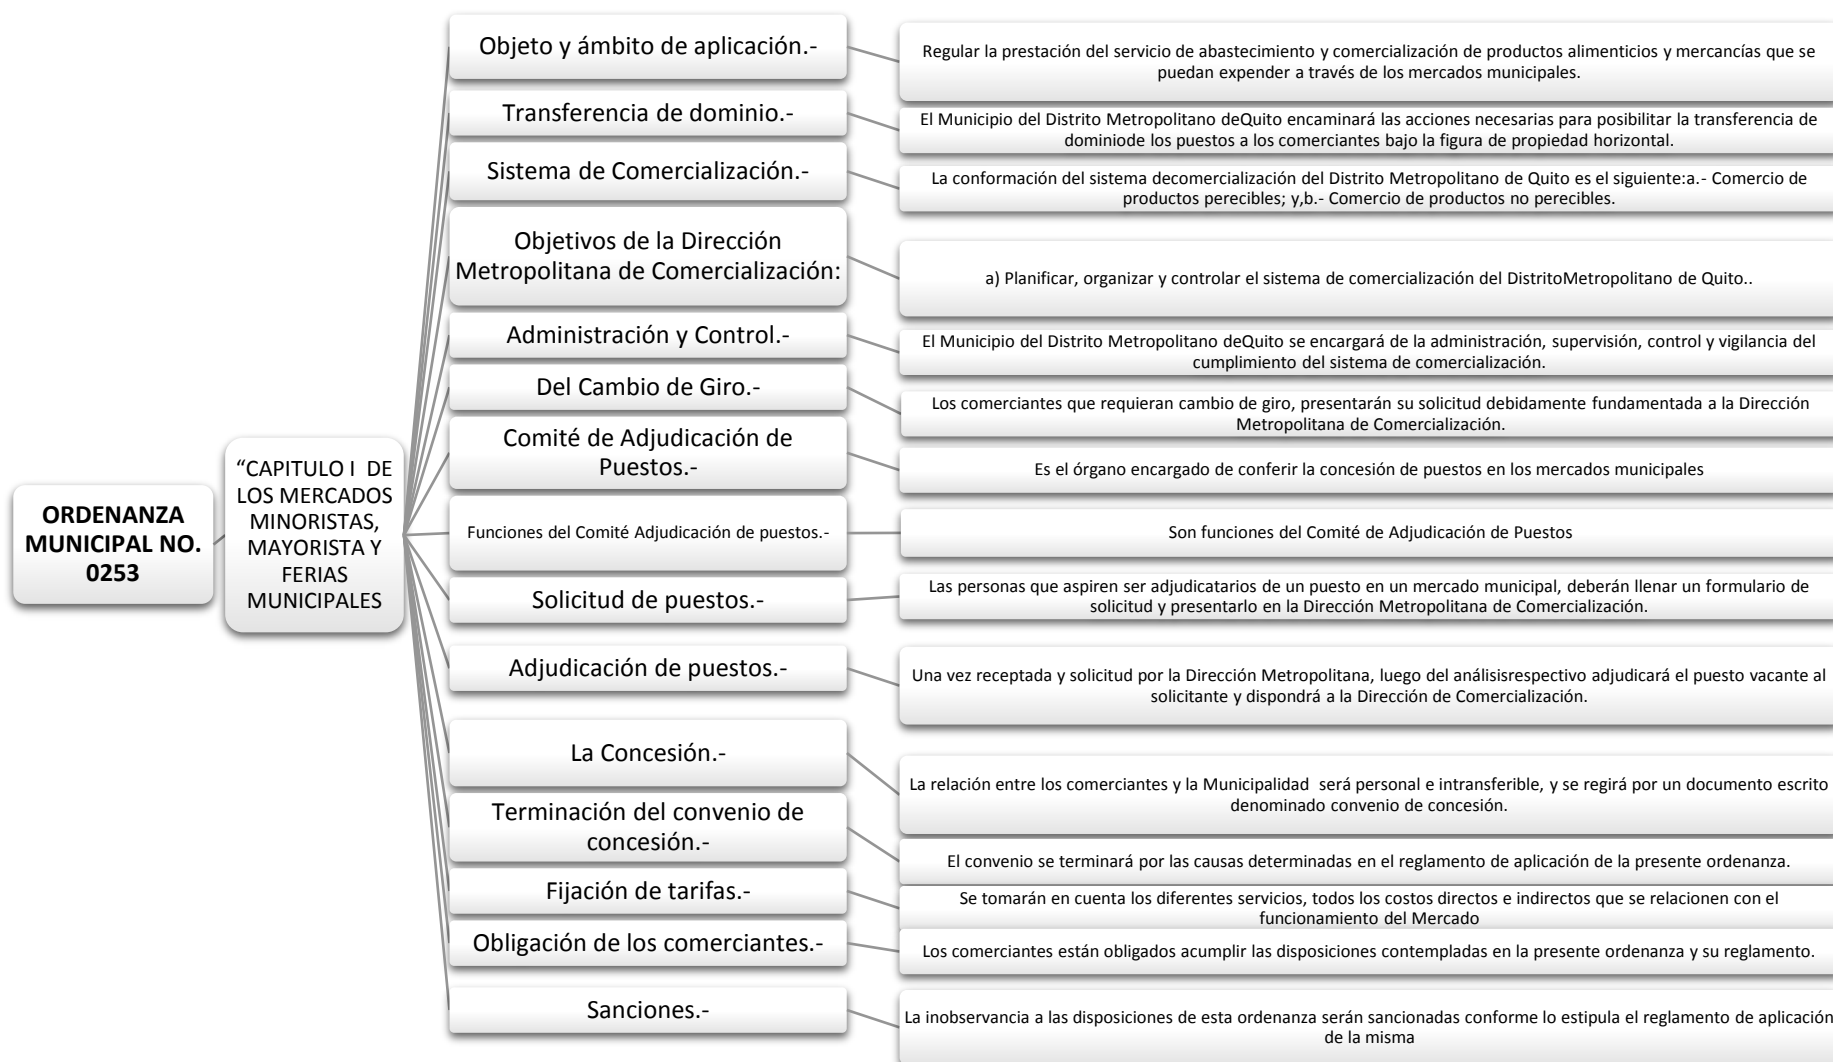 ORDENANZA
MUNICIPAL NO.
0253
“CAPITULO I DE
LOS MERCADOS
MINORISTAS,
MAYORISTA Y
FERIAS
MUNICIPALES
Objeto y ámbito de aplicación.-
Regular la prestación del servicio de abastecimiento y comercialización de productos alimenticios y mercancías que se
puedan expender a través de los mercados municipales.
Transferencia de dominio.-
El Municipio del Distrito Metropolitano deQuito encaminará las acciones necesarias para posibilitar la transferencia de
dominiode los puestos a los comerciantes bajo la figura de propiedad horizontal.
Sistema de Comercialización.-
La conformación del sistema decomercialización del Distrito Metropolitano de Quito es el siguiente:a.- Comercio de
productos perecibles; y,b.- Comercio de productos no perecibles.
Objetivos de la Dirección
Metropolitana de Comercialización:
a) Planificar, organizar y controlar el sistema de comercialización del DistritoMetropolitano de Quito..
Administración y Control.-
El Municipio del Distrito Metropolitano deQuito se encargará de la administración, supervisión, control y vigilancia del
cumplimiento del sistema de comercialización.
Del Cambio de Giro.-
Los comerciantes que requieran cambio de giro, presentarán su solicitud debidamente fundamentada a la Dirección
Metropolitana de Comercialización.
Comité de Adjudicación de
Puestos.-
Es el órgano encargado de conferir la concesión de puestos en los mercados municipales
Funciones del Comité Adjudicación de puestos.-
Son funciones del Comité de Adjudicación de Puestos
Solicitud de puestos.-
Las personas que aspiren ser adjudicatarios de un puesto en un mercado municipal, deberán llenar un formulario de
solicitud y presentarlo en la Dirección Metropolitana de Comercialización.
Adjudicación de puestos.-
Una vez receptada y solicitud por la Dirección Metropolitana, luego del análisisrespectivo adjudicará el puesto vacante al
solicitante y dispondrá a la Dirección de Comercialización.
La Concesión.-
La relación entre los comerciantes y la Municipalidad será personal e intransferible, y se regirá por un documento escrito
denominado convenio de concesión.
Terminación del convenio de
concesión.-
El convenio se terminará por las causas determinadas en el reglamento de aplicación de la presente ordenanza.
Fijación de tarifas.-
Se tomarán en cuenta los diferentes servicios, todos los costos directos e indirectos que se relacionen con el
funcionamiento del Mercado
Obligación de los comerciantes.-
Los comerciantes están obligados acumplir las disposiciones contempladas en la presente ordenanza y su reglamento.
Sanciones.-
La inobservancia a las disposiciones de esta ordenanza serán sancionadas conforme lo estipula el reglamento de aplicación
de la misma